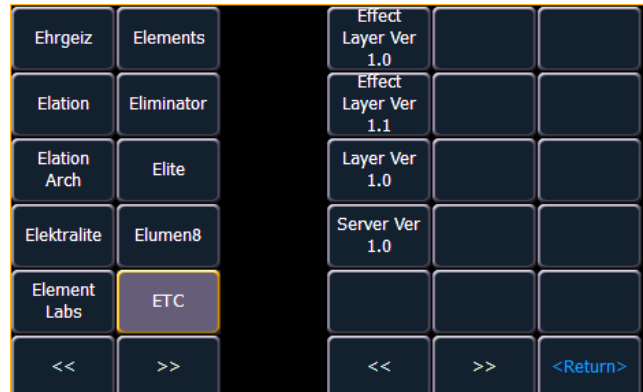 Ehrgeiz
Elements
Effect
Layer Ver
1.0
Elation
Eliminator
Effect
Layer Ver
1.1
Elation
Arch
Elite
Layer Ver
1.0
Elektralite
Elumen8
Server Ver
1.0
Element
Labs
ETC
<<
>>
<<
>>
<Return>